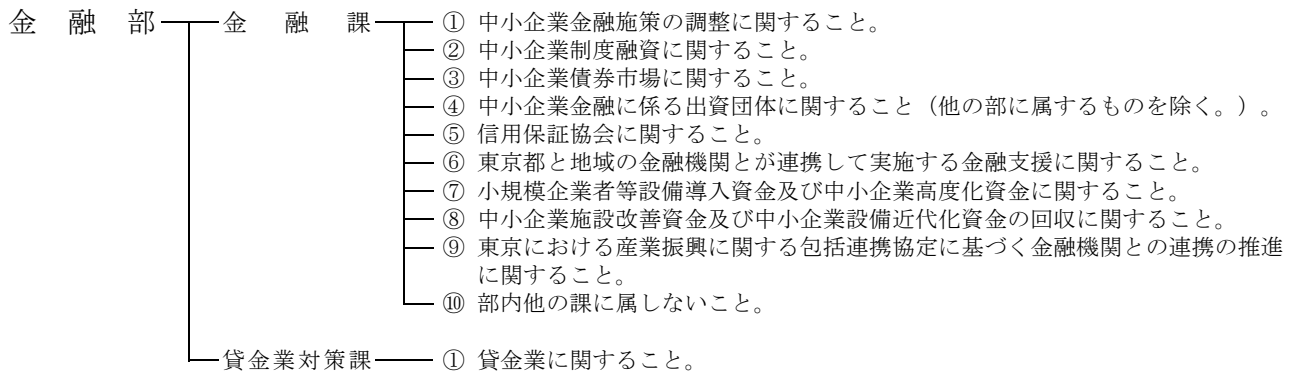 金融部 金融課 ① 中小企業金融施策の調整に関すること。
② 中小企業制度融資に関すること。
③ 中小企業債券市場に関すること。
④ 中小企業金融に係る出資団体に関すること（他の部に属するものを除く。）。
⑤ 信用保証協会に関すること。
⑥ 東京都と地域の金融機関とが連携して実施する金融支援に関すること。
⑦ 小規模企業者等設備導入資金及び中小企業高度化資金に関すること。
⑧ 中小企業施設改善資金及び中小企業設備近代化資金の回収に関すること。
⑨ 東京における産業振興に関する包括連携協定に基づく金融機関との連携の推進
に関すること。
⑩ 部内他の課に属しないこと。
貸金業対策課 ① 貸金業に関すること。